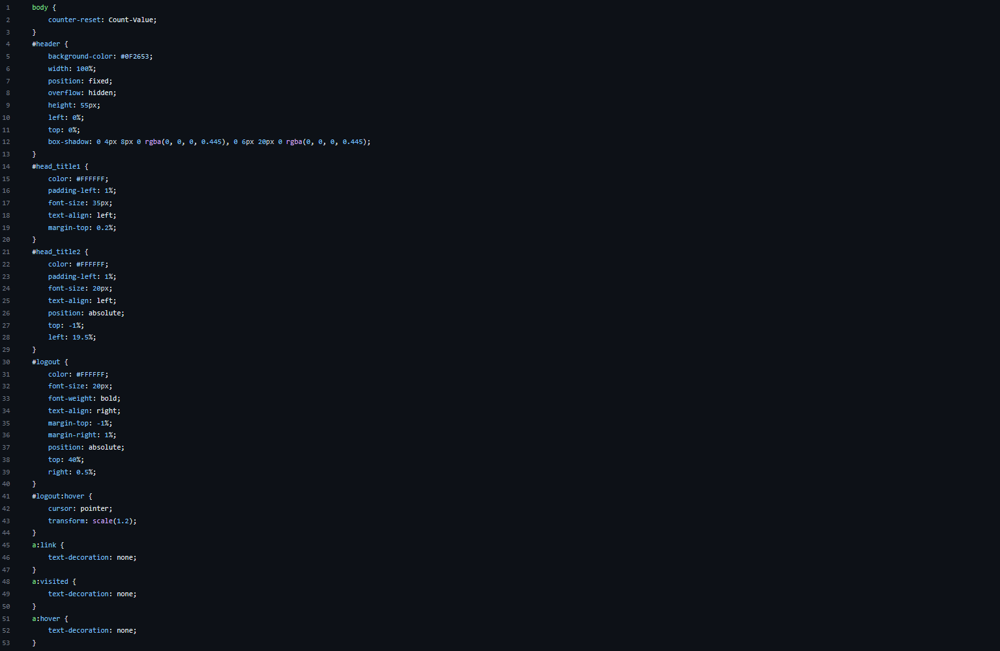 1 body {
2 counter-reset: Count-Value;
3 }
4 #header {
5 background-color: #0F2653;
6 width: 100%;
7 position: fixed;
8 overflow: hidden;
9 height: 55px;
10 left: 0%;
11 top: 0%;
12 box-shadow: 0 4px 8px 0 rgba(0, 0, 0, 0.445), 0 6px 20px 0 rgba(0, 0, 0, 0.445);
13 }
14 #head_title1 {
15 color: #FFFFFF;
16 padding-left: 1%;
17 font-size: 35px;
18 text-align: left;
19 margin-top: 0.2%;
20 }
21 #head_title2 {
22 color: #FFFFFF;
23 padding-left: 1%;
24 font-size: 20px;
25 text-align: left;
26 position: absolute;
27 top: -1%;
28 left: 19.5%;
29 }
30 #logout {
31 color: #FFFFFF;
32 font-size: 20px;
33 font-weight: bold;
34 text-align: right;
35 margin-top: -1%;
36 margin-right: 1%;
37 position: absolute;
38 top: 40%;
39 right: 0.5%;
40 }
41 #logout:hover {
42 cursor: pointer;
43 transform: scale(1.2);
44 }
45 a:link {
46 text-decoration: none;
47 }
48 a:visited {
49 text-decoration: none;
50 }
51 a:hover {
52 text-decoration: none;
53 }